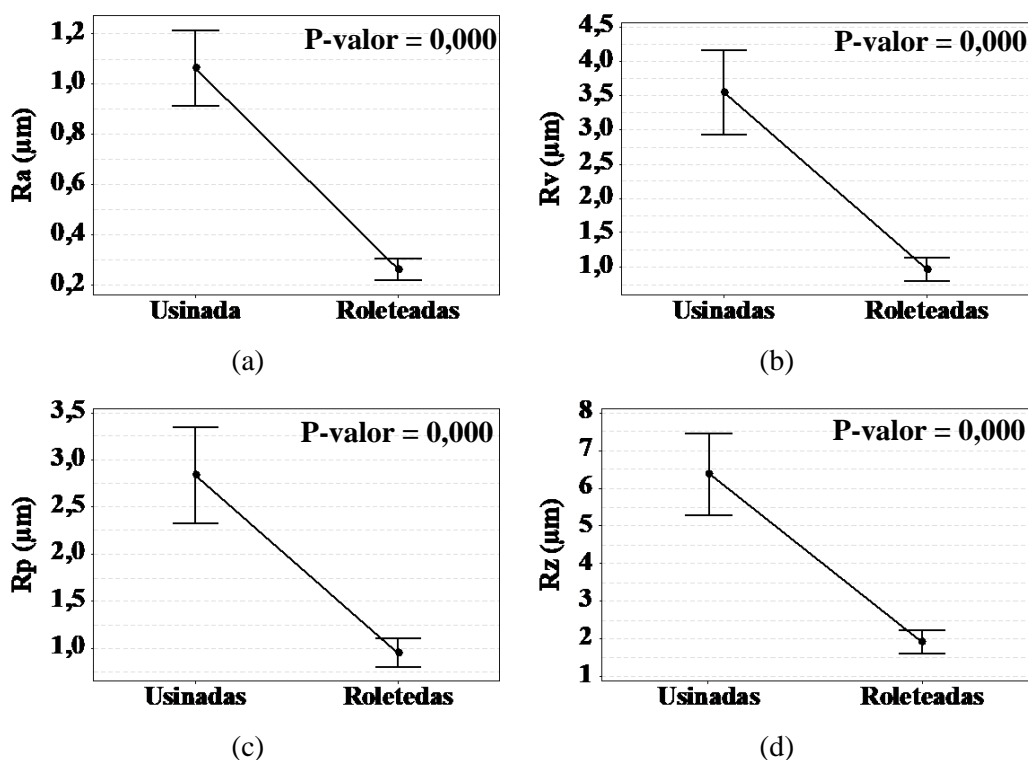 P-valor = 0,000
Ra (µm)
1,2
1,0
0,8
0,6
0,4
0,2
Usinada Roleteadas
(a)
P-valor = 0,000
Rv (µm)
4,5
4,0
3,5
3,0
2,5
2,0
1,5
1,0
Usinadas Roleteadas
(b)
P-valor = 0,000
Rp (µm)
3,5
3,0
2,5
2,0
1,5
1,0
Usinadas Roletedas
(c)
P-valor = 0,000
Rz (µm)
8
7
6
5
4
3
2
1
Usinadas Roleteadas
(d)